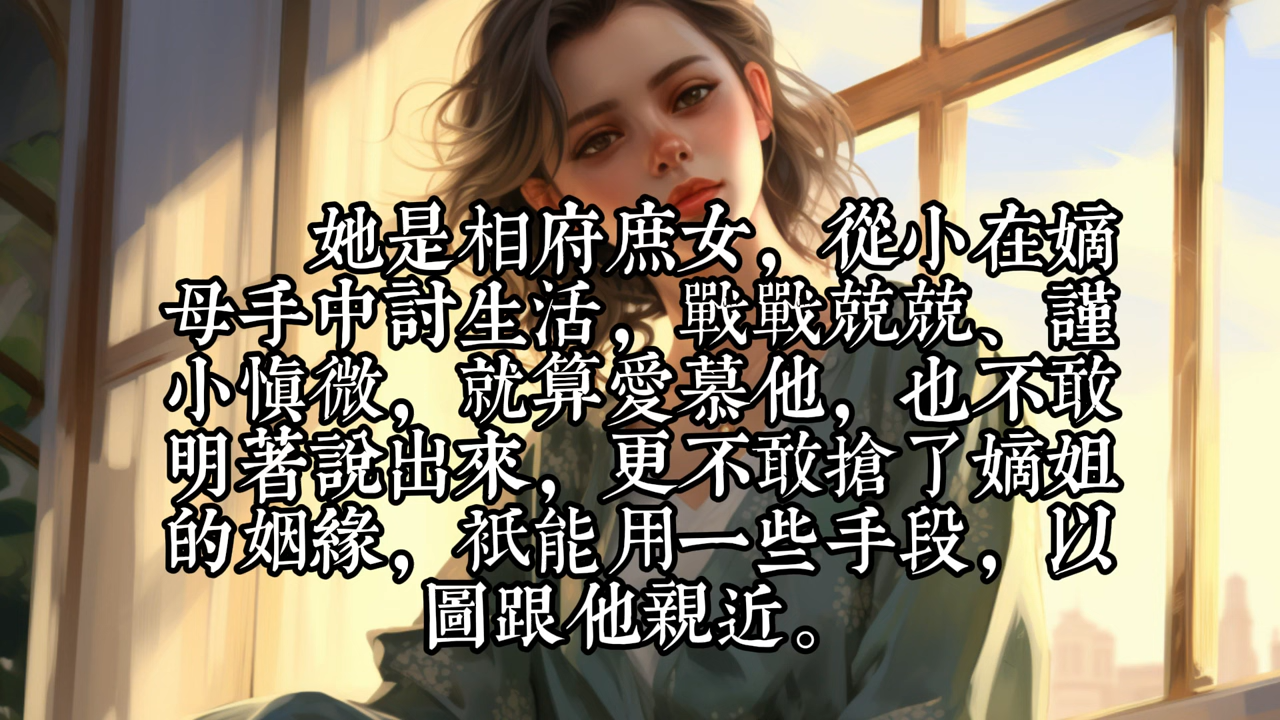 她是相府庶女，從小在嫡
母手中討生活，戰戰兢兢、謹
小慎微，就算愛慕他，也不敢
明著說出來，更不敢搶了嫡姐
的姻緣，祇能用一些手段，以
圖跟他親近。